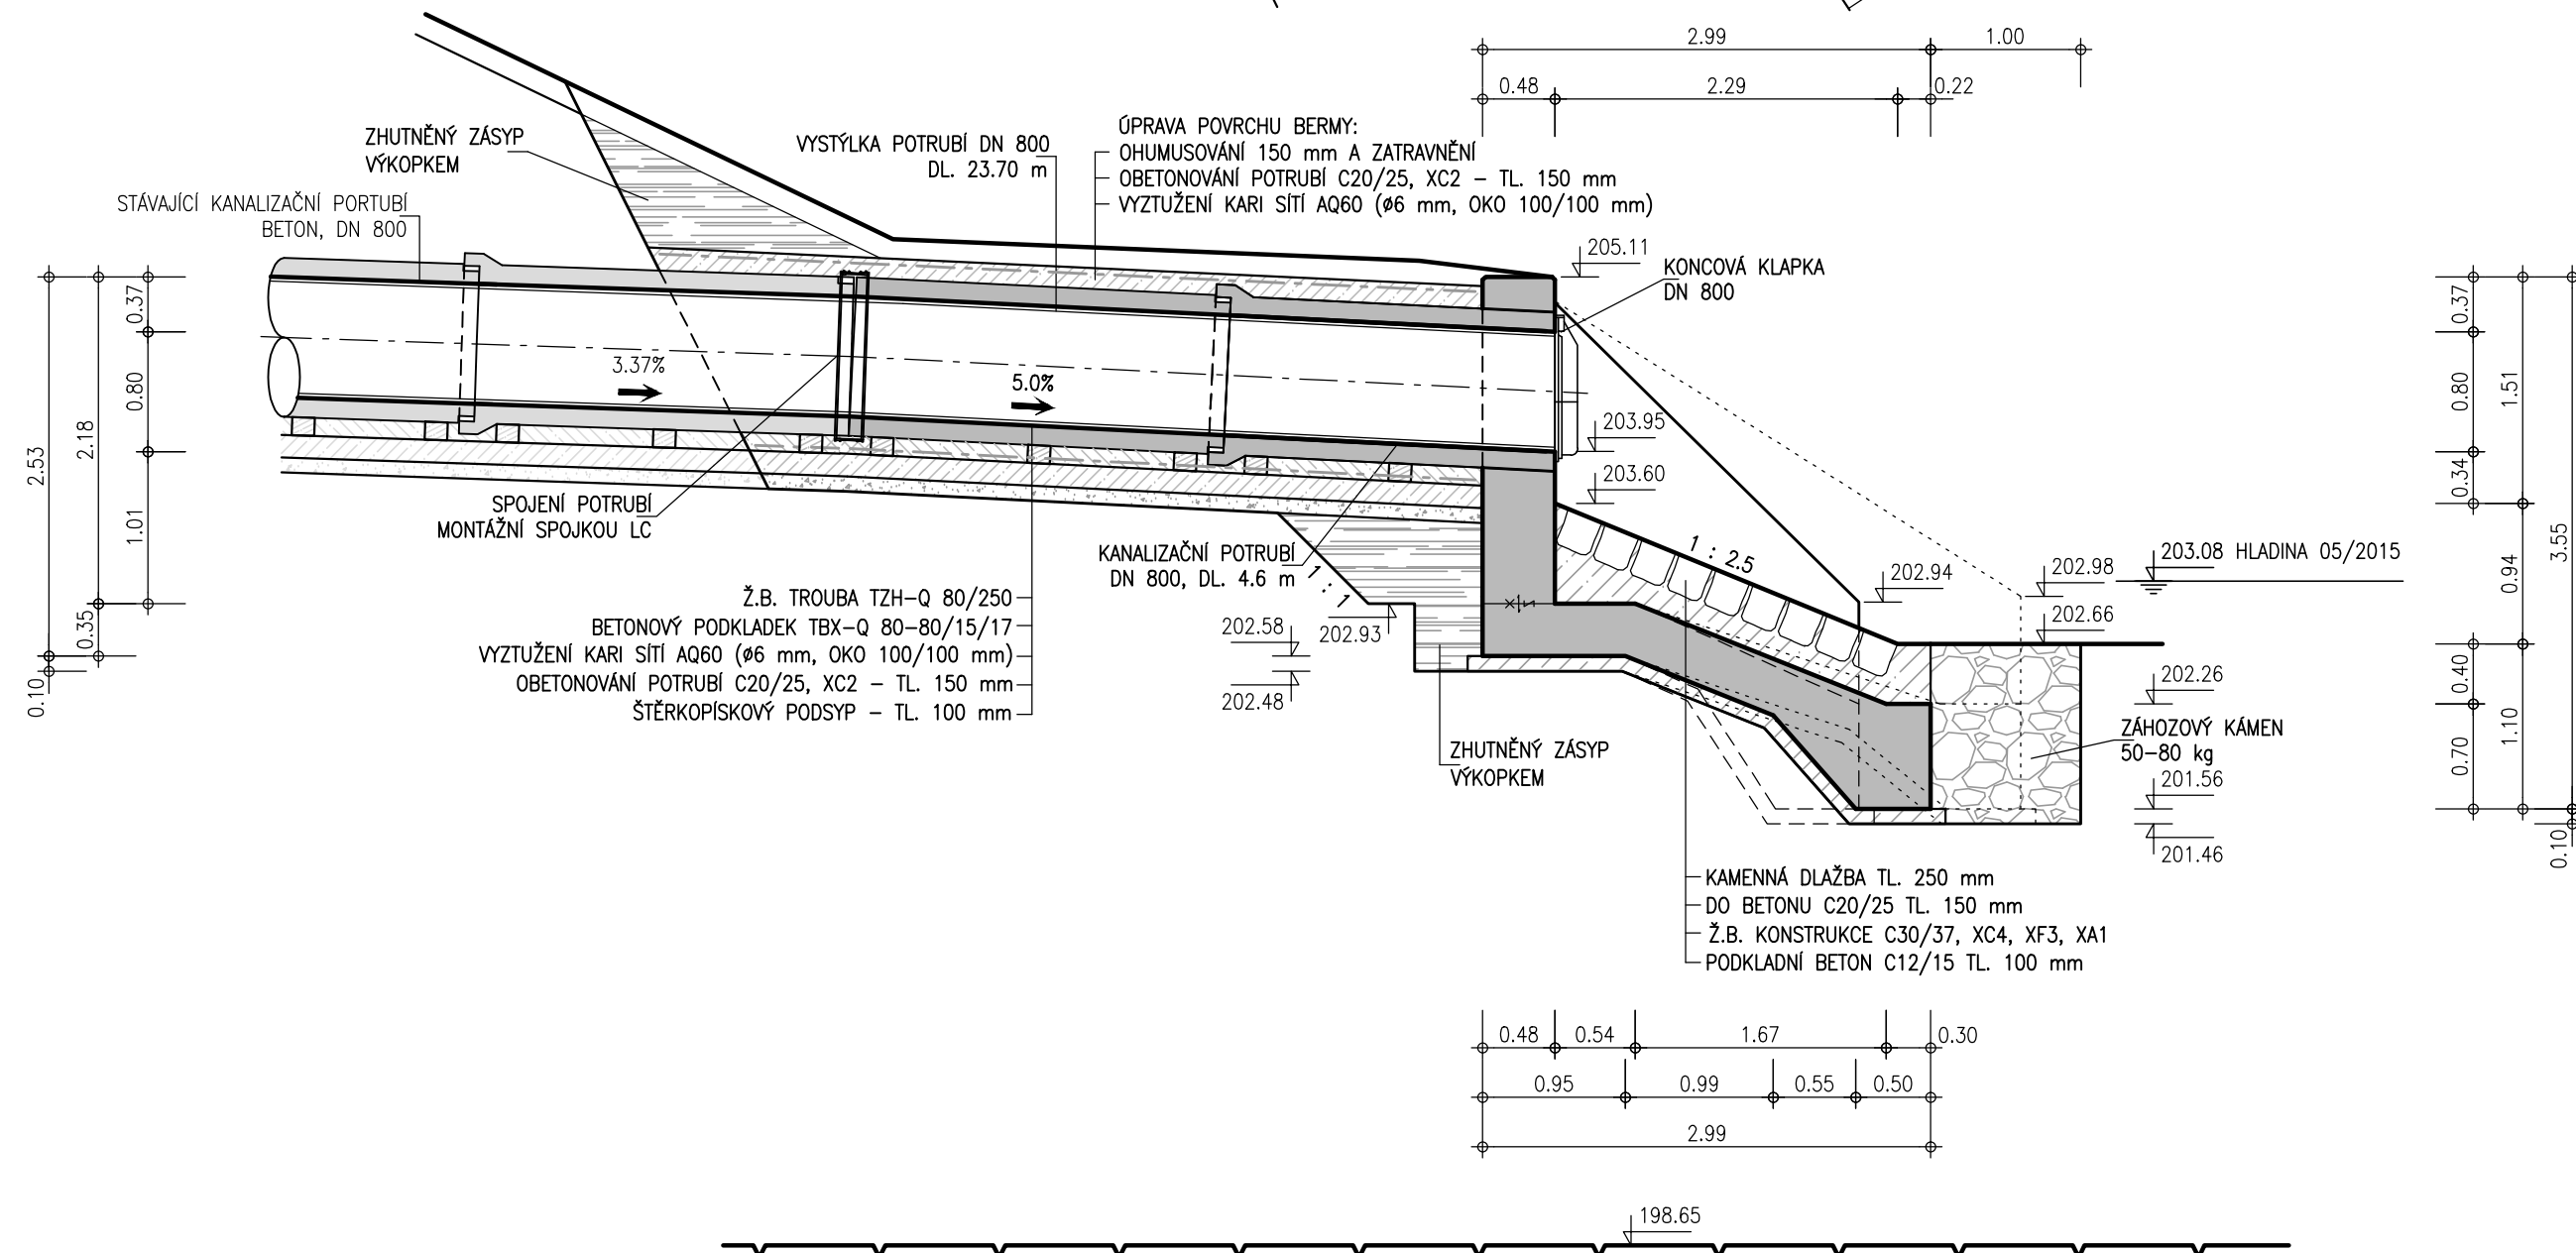 2.99
1.00
0.48
2.29
0.22
ZHUTNĚNÝ ZÁSYP
VÝKOPKEM
VYSTÝLKA POTRUBÍ DN 800
DL. 23.70 m
ÚPRAVA POVRCHU BERMY:
OHUMUSOVÁNÍ 150 mm A ZATRAVNĚNÍ
OBETONOVÁNÍ POTRUBÍ C20/25, XC2 – TL. 150 mm
VYZTUŽENÍ KARI SÍTÍ AQ60 (ø6 mm, OKO 100/100 mm)
STÁVAJÍCÍ KANALIZAČNÍ PORTUBÍ
BETON, DN 800
205.11
KONCOVÁ KLAPKA
DN 800
2.53
0.10
2.18
0.35
0.37
0.80
1.01
3.37%
5.0%
203.95
203.60
SPOJENÍ POTRUBÍ
MONTÁŽNÍ SPOJKOU LC
KANALIZAČNÍ POTRUBÍ
DN 800, DL. 4.6 m
1 : 1
1 : 2.5
202.94
202.98
203.08 HLADINA 05/2015
202.66
202.26
Ž.B. TROUBA TZH–Q 80/250
BETONOVÝ PODKLADEK TBX–Q 80–80/15/17
VYZTUŽENÍ KARI SÍTÍ AQ60 (ø6 mm, OKO 100/100 mm)
OBETONOVÁNÍ POTRUBÍ C20/25, XC2 – TL. 150 mm
ŠTĚRKOPÍSKOVÝ PODSYP – TL. 100 mm
202.58
202.93
202.48
ZHUTNĚNÝ ZÁSYP
VÝKOPKEM
ZÁHOZOVÝ KÁMEN
50–80 kg
201.56
201.46
0.37
0.80
0.34
0.40
0.70
1.51
0.94
1.10
3.55
0.10
KAMENNÁ DLAŽBA TL. 250 mm
DO BETONU C20/25 TL. 150 mm
Ž.B. KONSTRUKCE C30/37, XC4, XF3, XA1
PODKLADNÍ BETON C12/15 TL. 100 mm
0.48
0.54
1.67
0.30
0.95
0.99
0.55
0.50
2.99
198.65